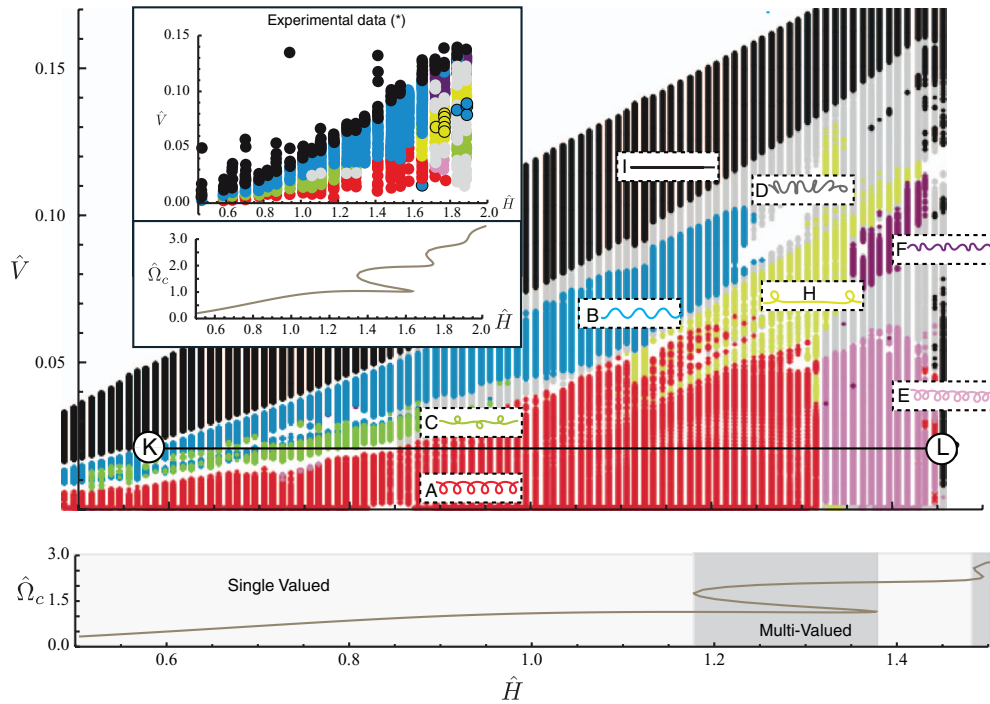 Experimental data (*)
0.15
0.10
V̂
0.05
0.00
0.6 0.8 1.0 1.2 1.4 1.6 1.8 2.0 Ĥ
3.0
Ω̂c 2.0
1.0
0.0
0.6 0.8 1.0 1.2 1.4 1.6 1.8 2.0 Ĥ
0.15
0.10
V̂
0.05
I
D
F
H
B
E
C
K
L
A
3.0
Ω̂c 1.5
0.0
Single Valued
Multi-Valued
0.6 0.8 1.0 1.2 1.4
Ĥ